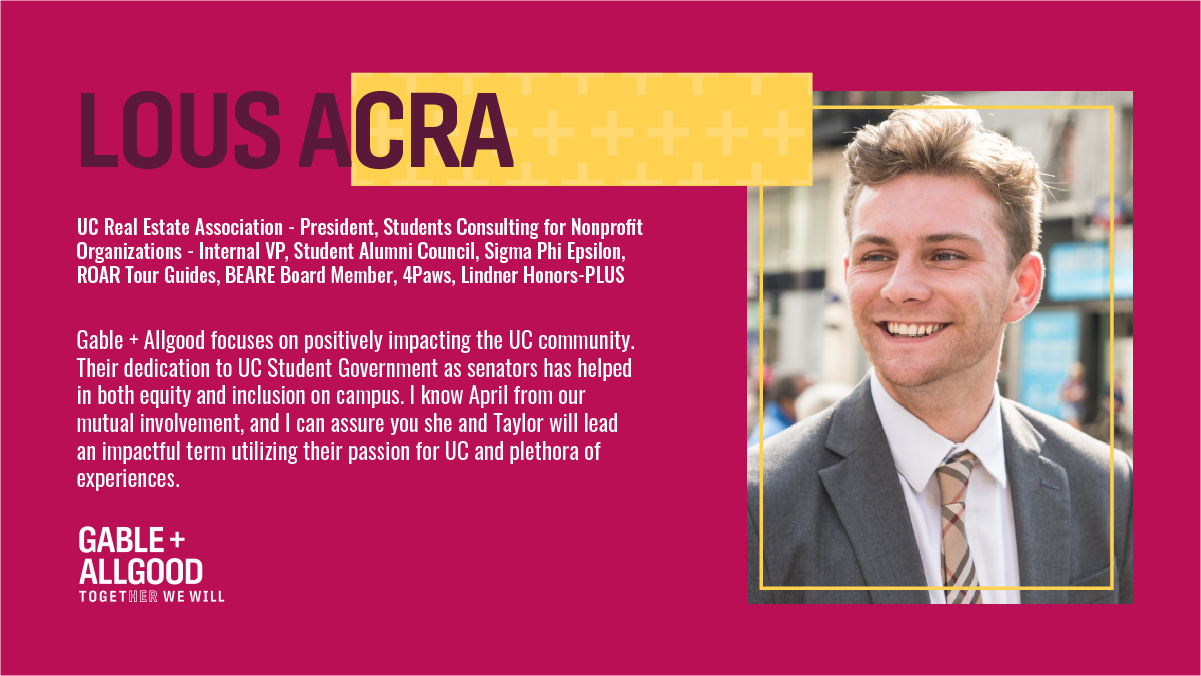 LOUS ACRA
UC Real Estate Association - President, Students Consulting for Nonprofit
Organizations - Internal VP, Student Alumni Council, Sigma Phi Epsilon,
ROAR Tour Guides, BEARE Board Member, 4Paws, Lindner Honors-PLUS
Gable + Allgood focuses on positively impacting the UC community.
Their dedication to UC Student Government as senators has helped
in both equity and inclusion on campus. I know April from our
mutual involvement, and I can assure you she and Taylor will lead
an impactful term utilizing their passion for UC and plethora of
experiences.
GABLE +
ALLGOOD
TOGETHER WE WILL